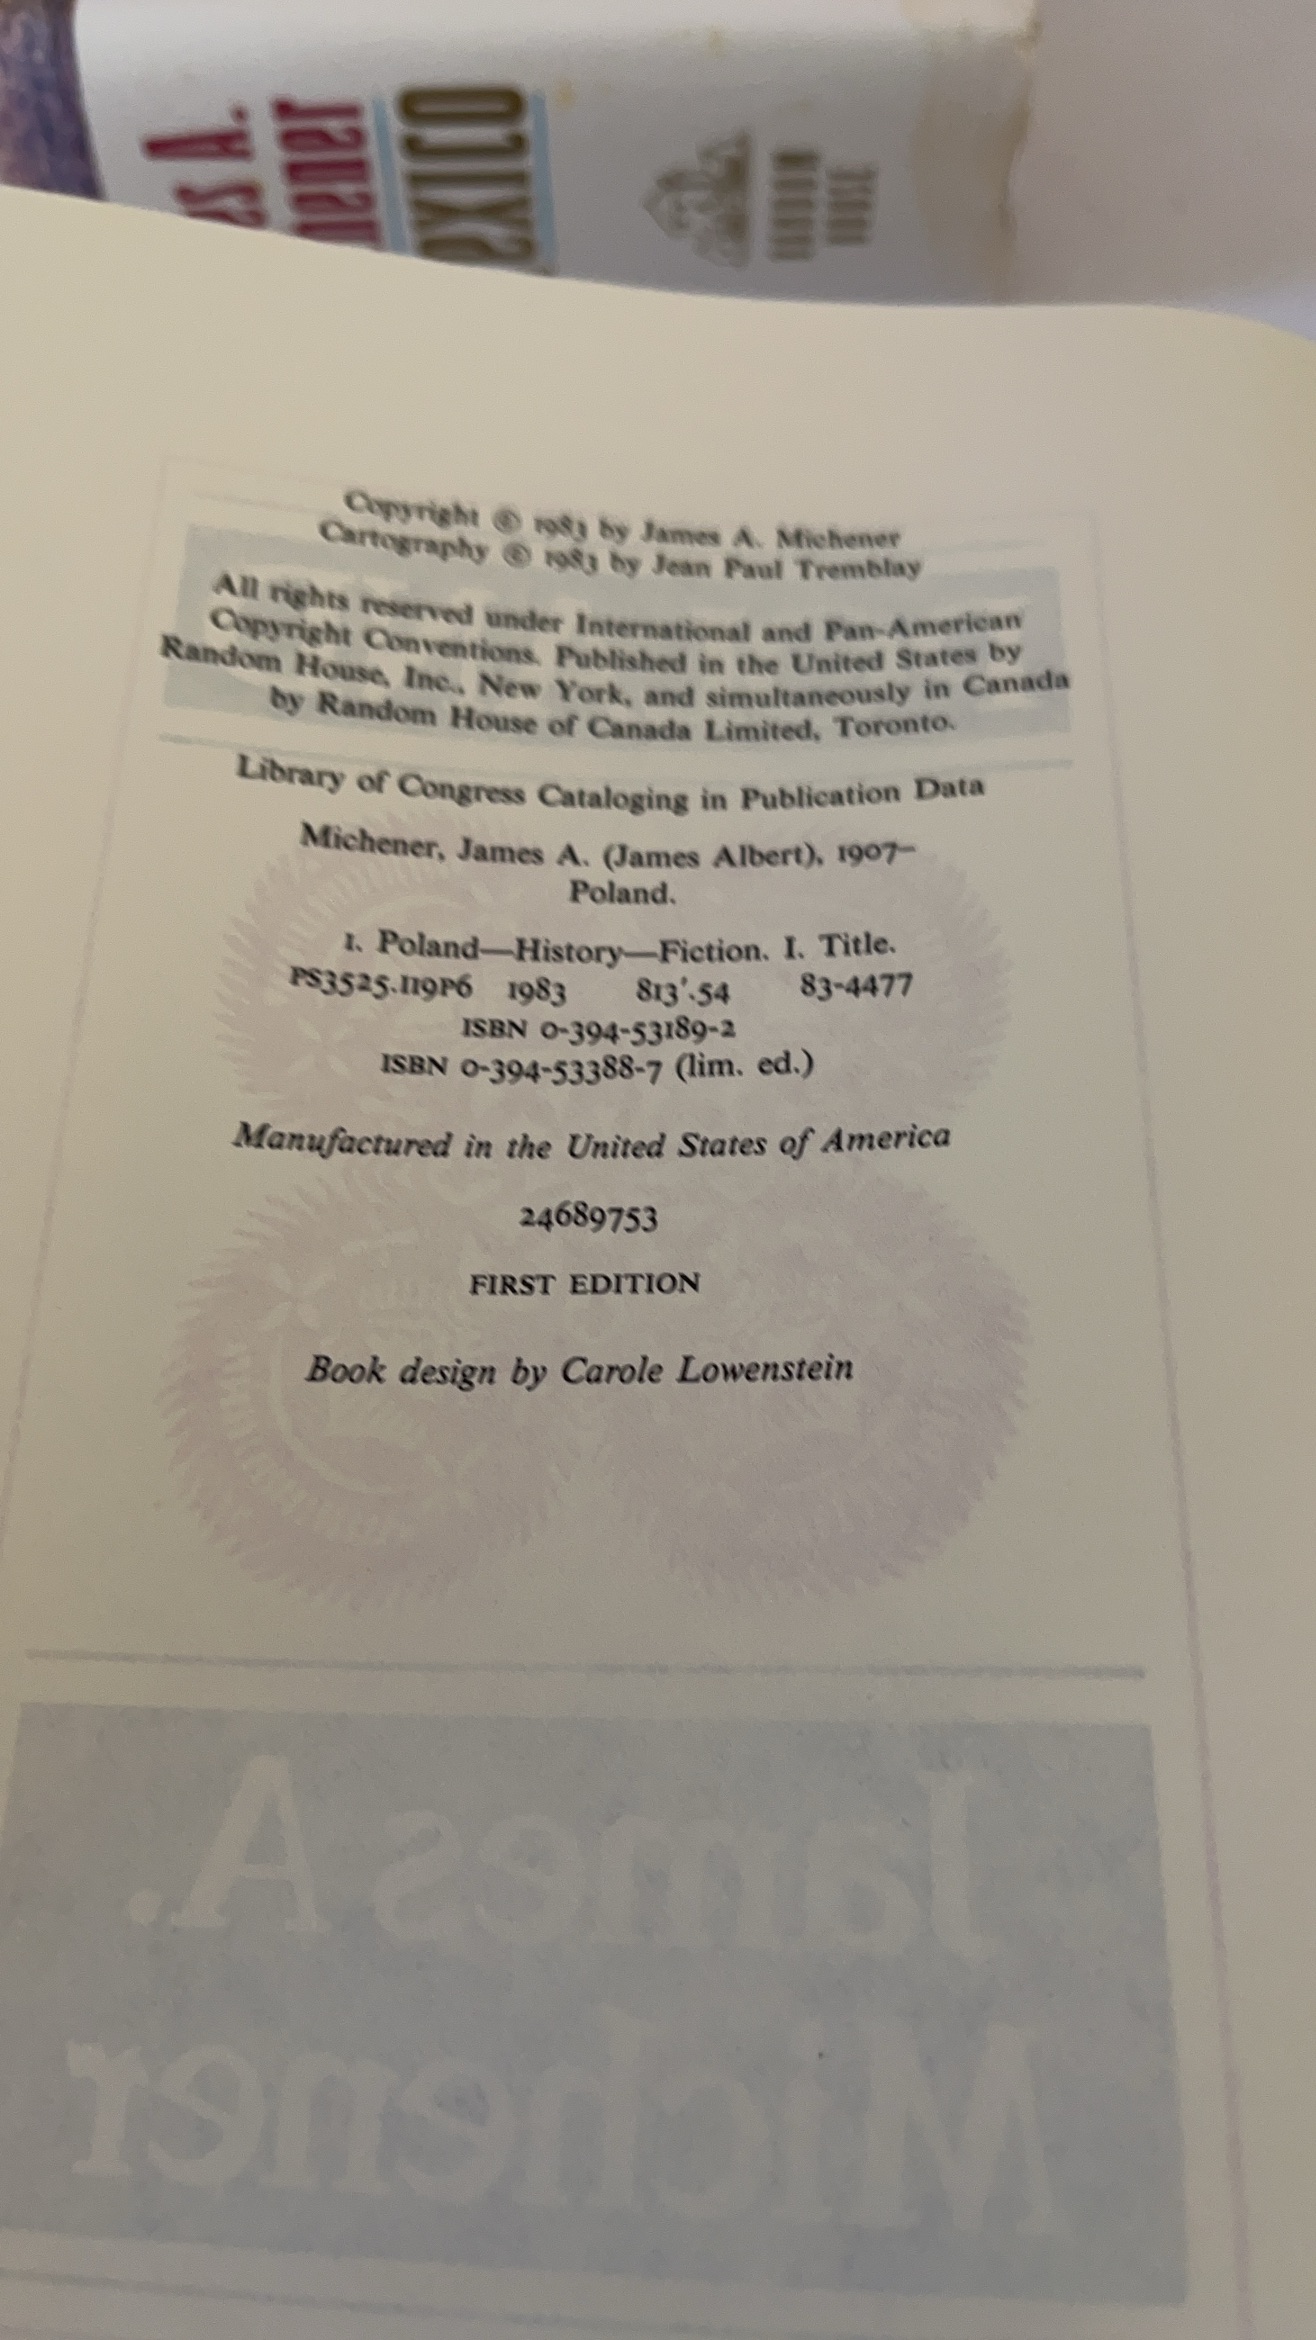 s A.
MEXICO
RANDOM
HOUSE
Copyright © 1983 by James A. Michener
Cartography © 1983 by Jean Paul Tremblay
All rights reserved under International and Pan-American
Copyright Conventions. Published in the United States by
Random House, Inc., New York, and simultaneously in Canada
by Random House of Canada Limited, Toronto.
Library of Congress Cataloging in Publication Data
Michener, James A. (James Albert), 1907–
Poland.
1. Poland—History—Fiction. I. Title.
PS3525.I19P6 1983 813'.54 83-4477
ISBN 0-394-53189-2
ISBN 0-394-53388-7 (lim. ed.)
Manufactured in the United States of America
24689753
FIRST EDITION
Book design by Carole Lowenstein
James A.
Michener